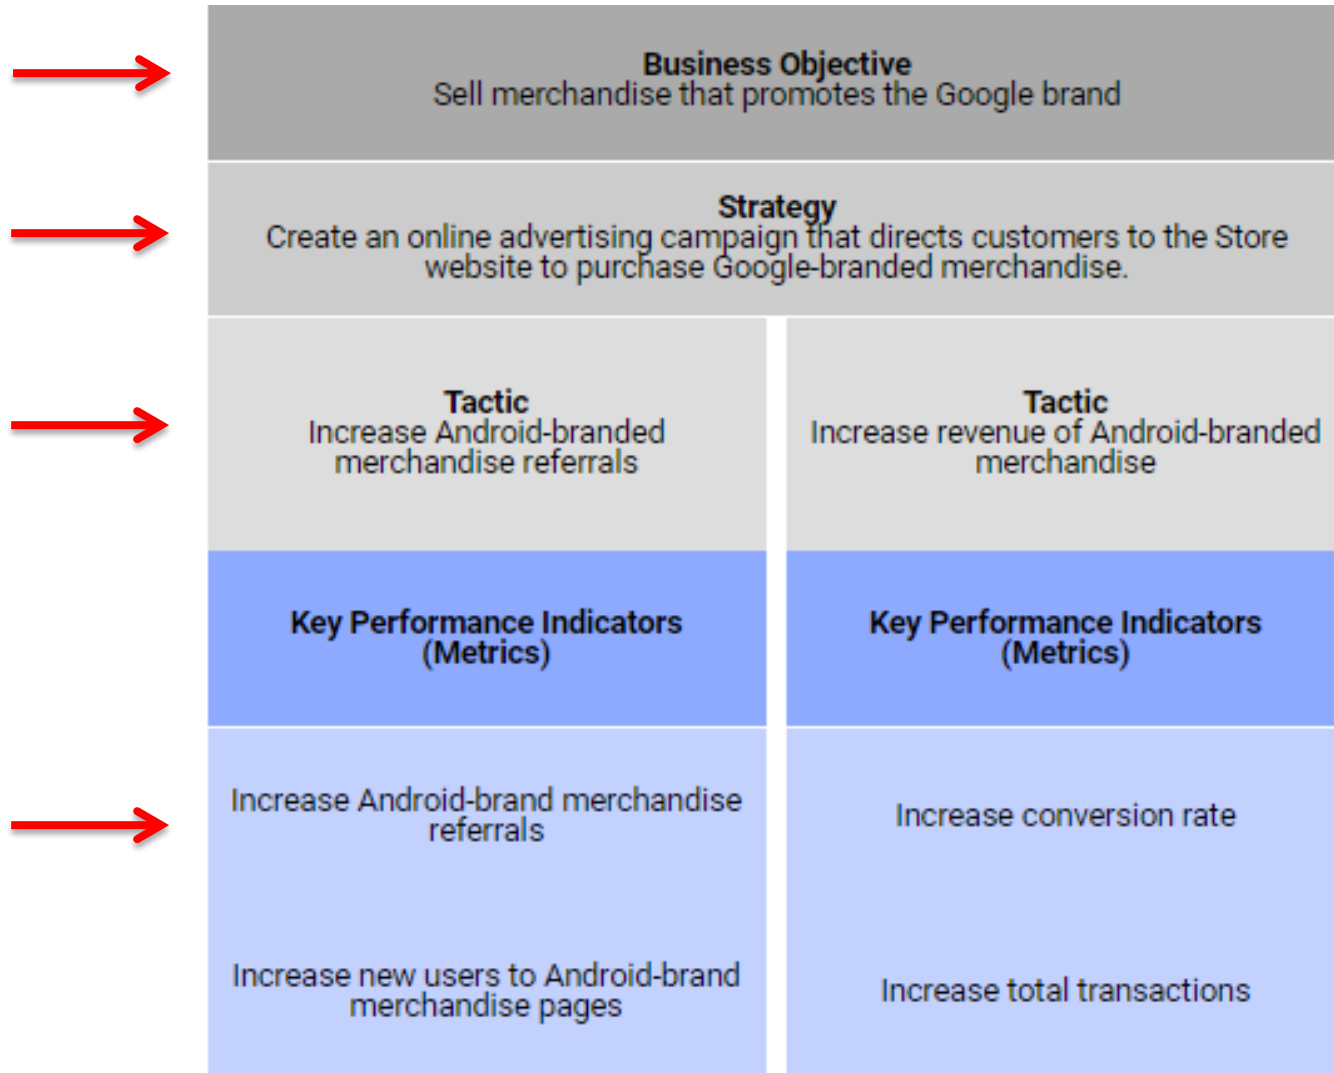 Business Objective
Sell merchandise that promotes the Google brand
Strategy
Create an online advertising campaign that directs customers to the Store
website to purchase Google-branded merchandise.
Tactic
Increase Android-branded
merchandise referrals
Tactic
Increase revenue of Android-branded
merchandise
Key Performance Indicators
(Metrics)
Key Performance Indicators
(Metrics)
Increase Android-brand merchandise
referrals
Increase conversion rate
Increase new users to Android-brand
merchandise pages
Increase total transactions